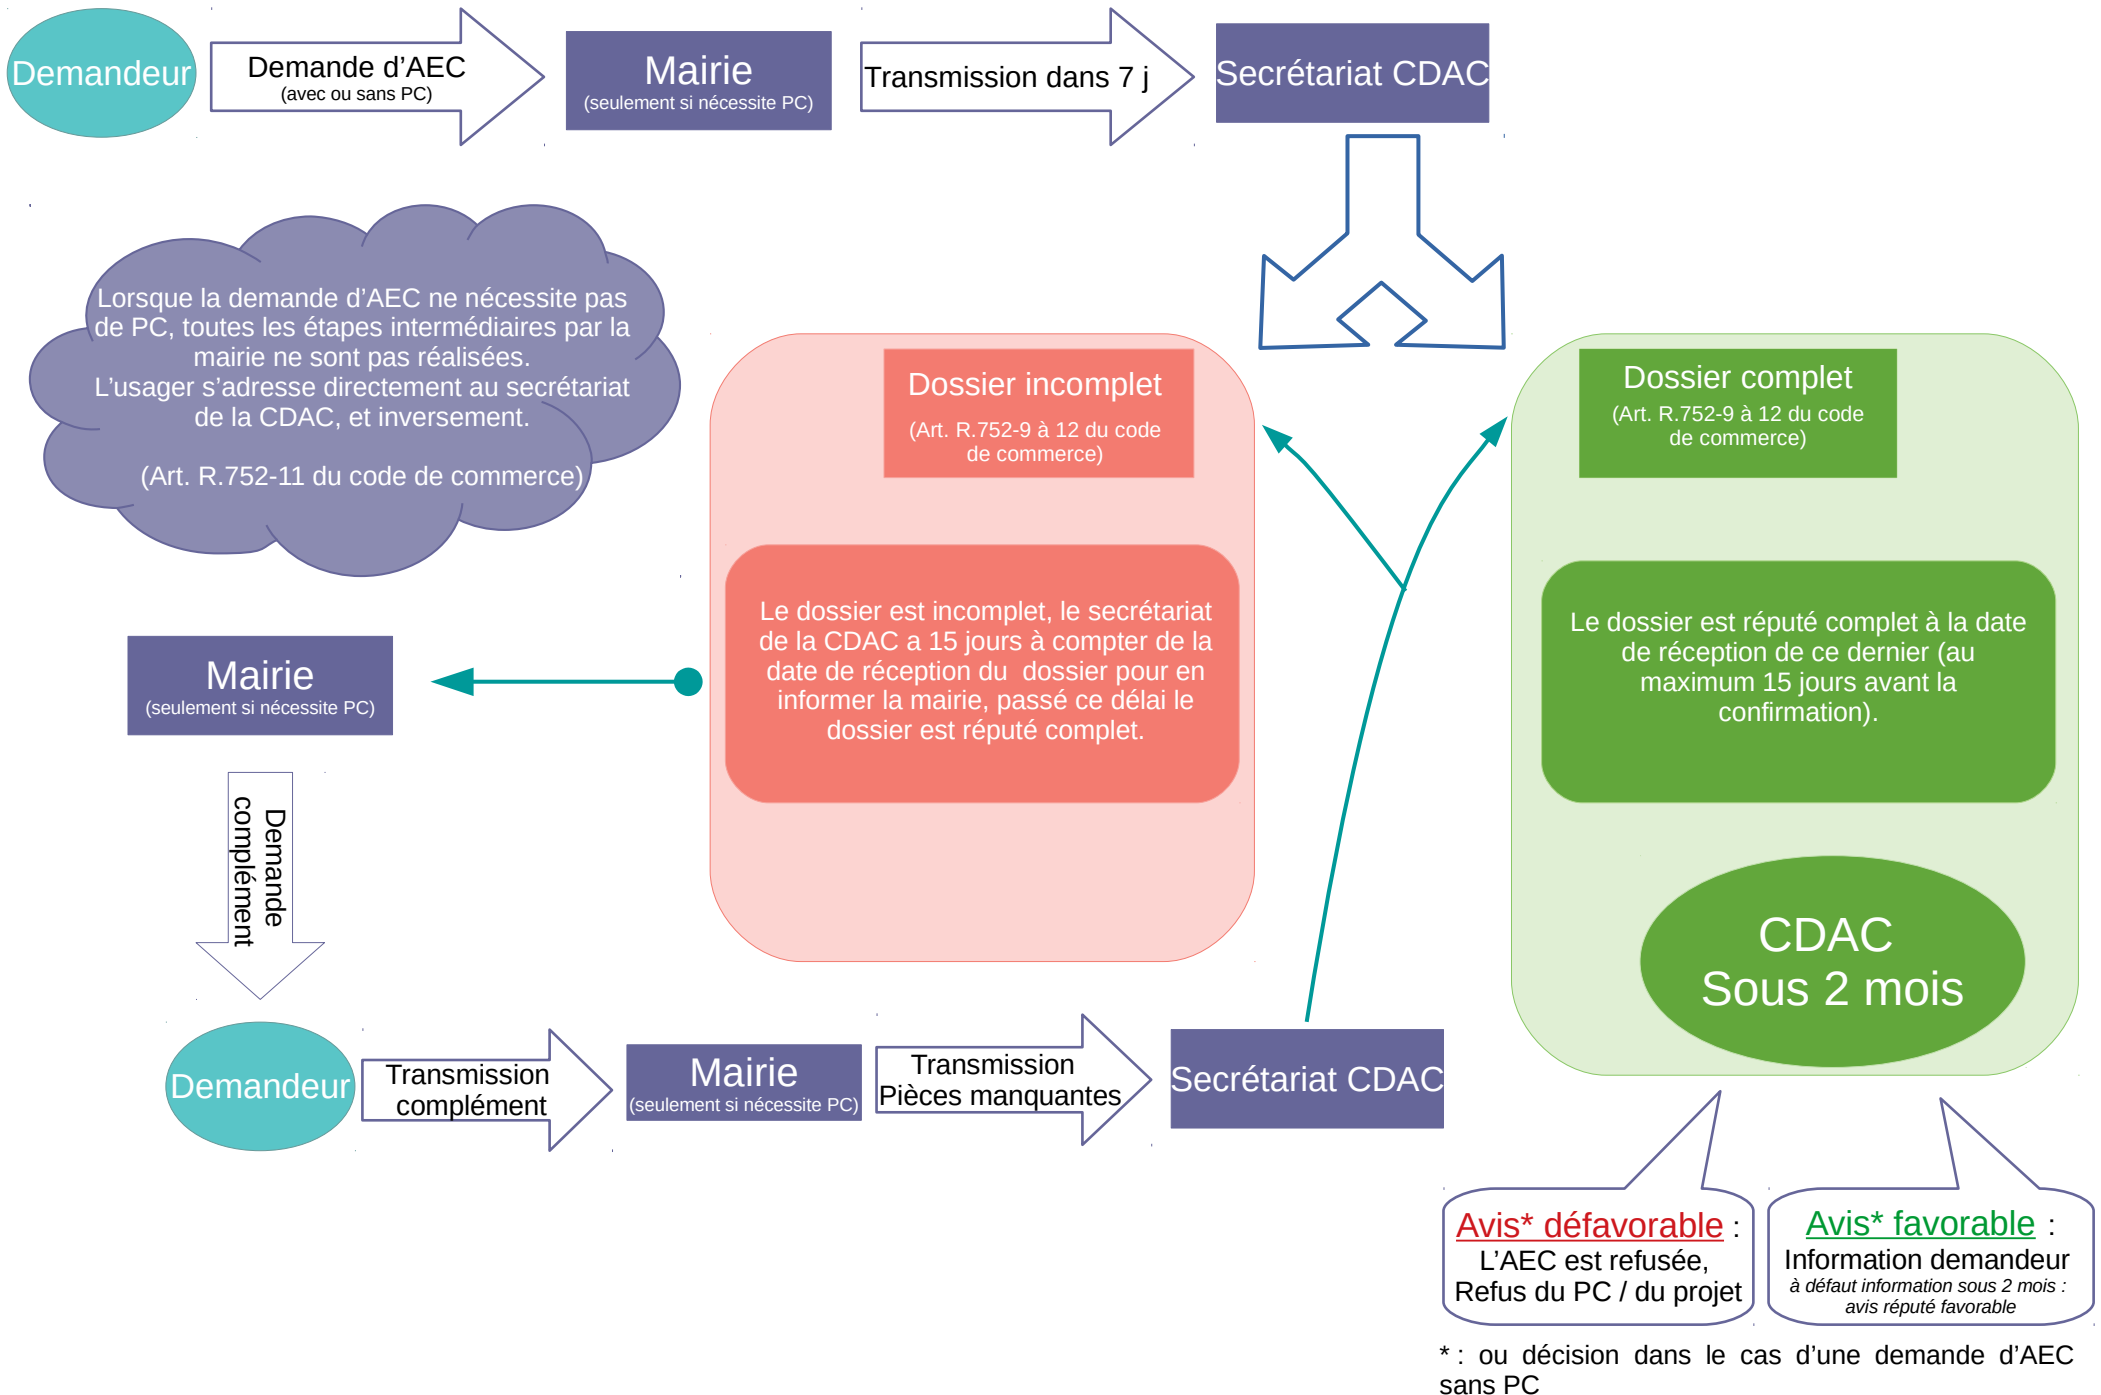 Demandeur
Demande d’AEC
(avec ou sans PC)
Mairie
(seulement si nécessite PC)
Transmission dans 7 j
Secrétariat CDAC
Lorsque la demande d’AEC ne nécessite pas
de PC, toutes les étapes intermédiaires par la
mairie ne sont pas réalisées.
L’usager s’adresse directement au secrétariat
de la CDAC, et inversement.
(Art. R.752-11 du code de commerce)
Dossier incomplet
(Art. R.752-9 à 12 du code
de commerce)
Le dossier est incomplet, le secrétariat
de la CDAC a 15 jours à compter de la
date de réception du  dossier pour en
informer la mairie, passé ce délai le
dossier est réputé complet.
Dossier complet
(Art. R.752-9 à 12 du code
de commerce)
Le dossier est réputé complet à la date
de réception de ce dernier (au
maximum 15 jours avant la
confirmation).
CDAC
Sous 2 mois
Mairie
(seulement si nécessite PC)
Demande
complément
Demandeur
Transmission
complément
Mairie
(seulement si nécessite PC)
Transmission
Pièces manquantes
Secrétariat CDAC
Avis* défavorable :
L’AEC est refusée,
Refus du PC / du projet
Avis* favorable :
Information demandeur
à défaut information sous 2 mois :
avis réputé favorable
* : ou décision dans le cas d’une demande d’AEC
sans PC